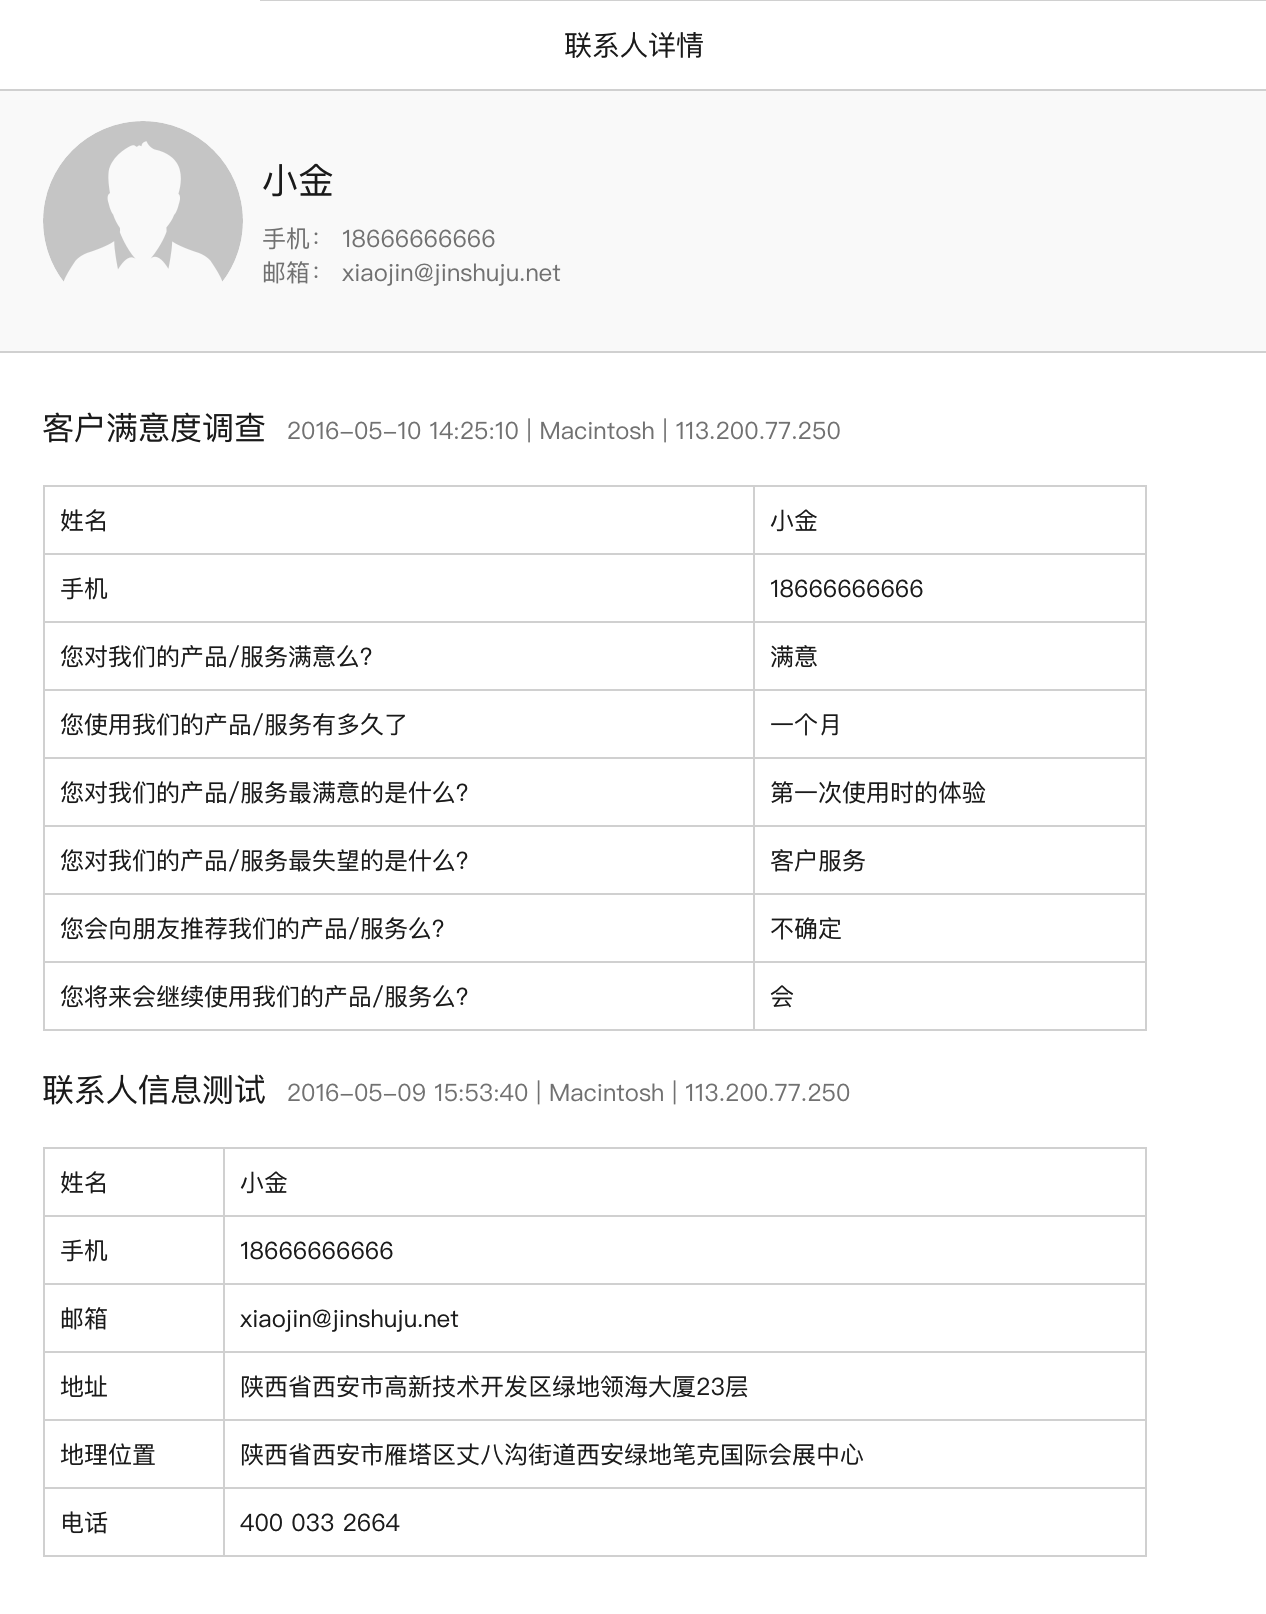 联系人详情
小金
手机： 18666666666
邮箱： xiaojin@jinshuju.net
客户满意度调查 2016-05-10 14:25:10 | Macintosh | 113.200.77.250
姓名 小金
手机 18666666666
您对我们的产品/服务满意么？ 满意
您使用我们的产品/服务有多久了 一个月
您对我们的产品/服务最满意的是什么？ 第一次使用时的体验
您对我们的产品/服务最失望的是什么？ 客户服务
您会向朋友推荐我们的产品/服务么？ 不确定
您将来会继续使用我们的产品/服务么？ 会
联系人信息测试 2016-05-09 15:53:40 | Macintosh | 113.200.77.250
姓名 小金
手机 18666666666
邮箱 xiaojin@jinshuju.net
地址 陕西省西安市高新技术开发区绿地领海大厦23层
地理位置 陕西省西安市雁塔区丈八沟街道西安绿地笔克国际会展中心
电话 400 033 2664